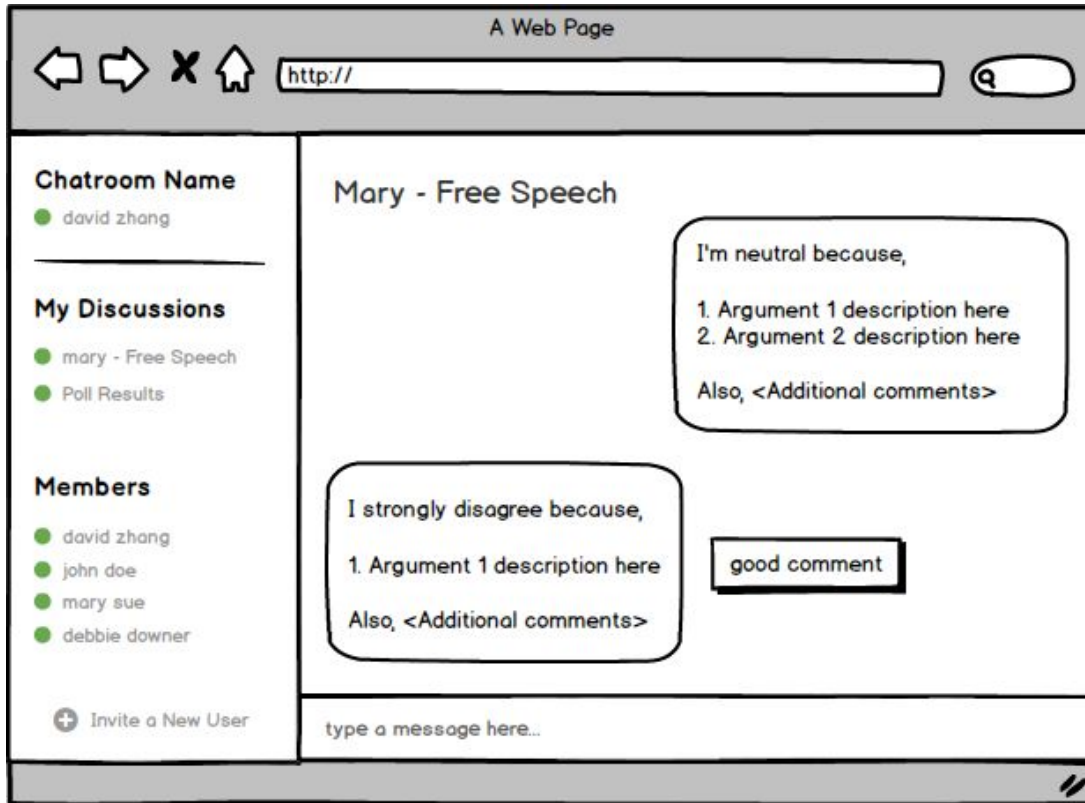 A Web Page
http://
Chatroom Name
david zhang
My Discussions
mary - Free Speech
Poll Results
Members
david zhang
john doe
mary sue
debbie downer
Invite a New User
Mary - Free Speech
I'm neutral because,
1. Argument 1 description here
2. Argument 2 description here
Also, <Additional comments>
I strongly disagree because,
1. Argument 1 description here
Also, <Additional comments>
good comment
type a message here...